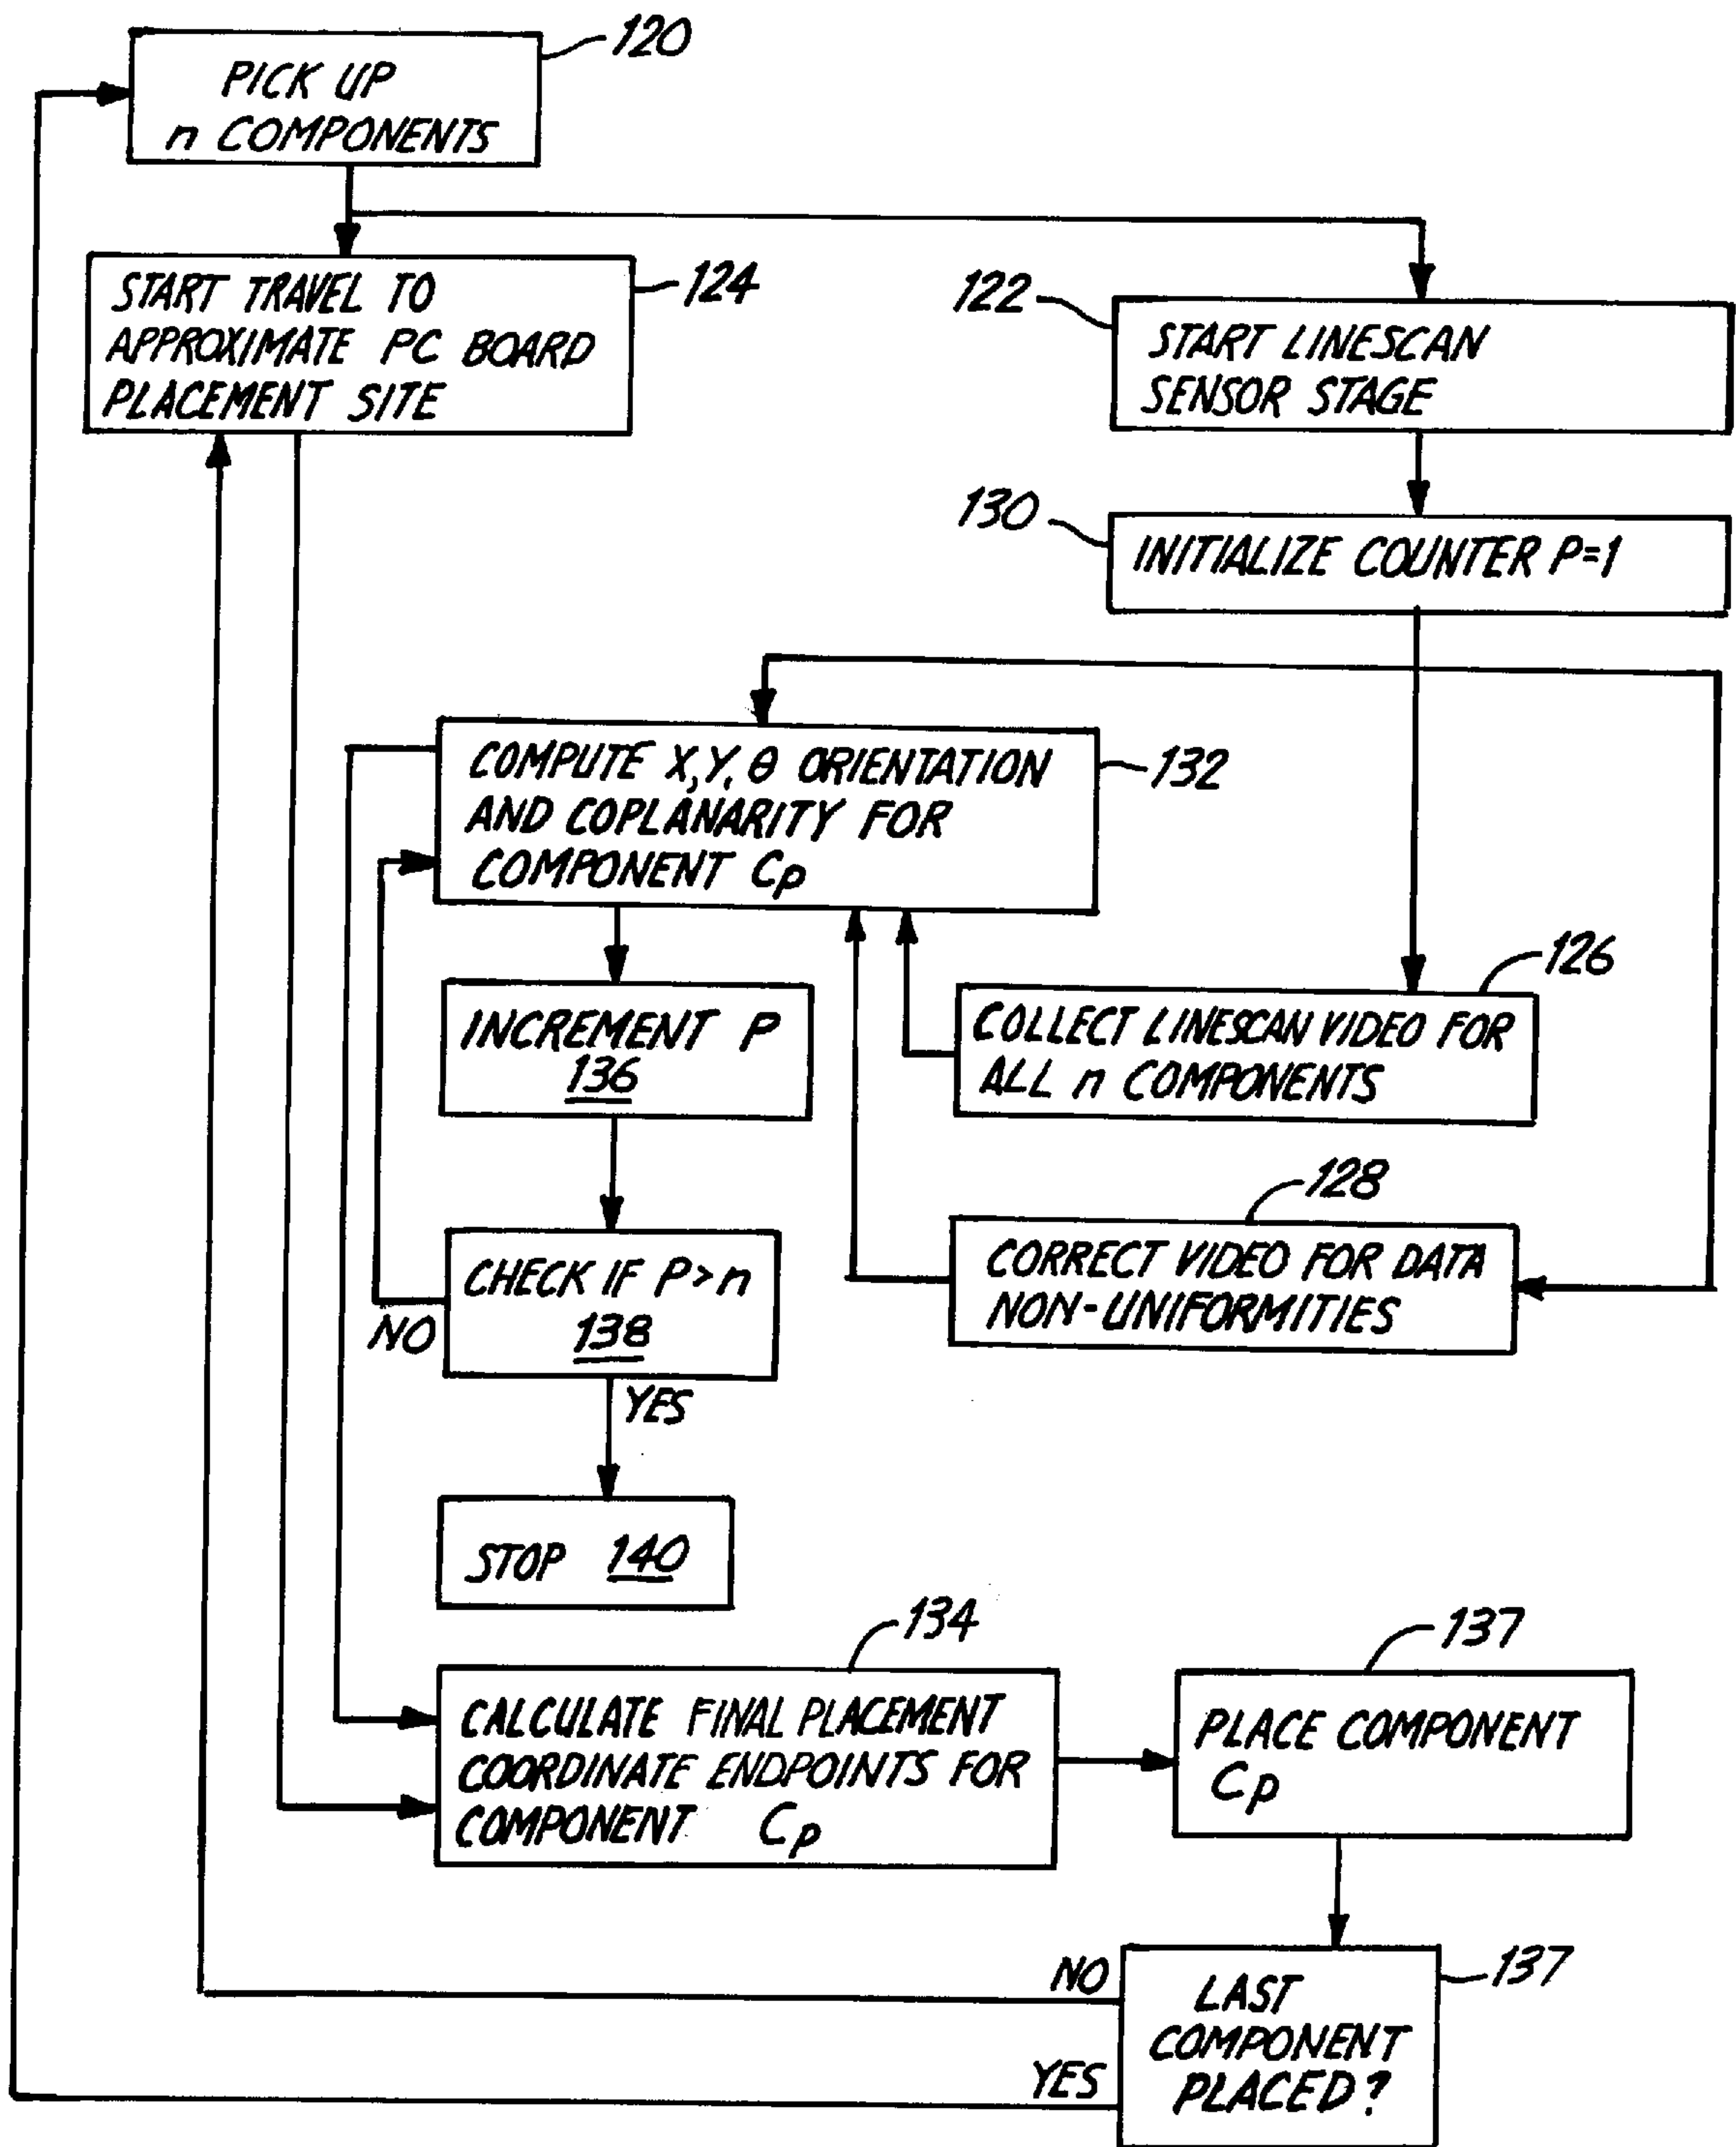 120
PICK UP
n COMPONENTS
START TRAVEL TO
APPROXIMATE PC BOARD
PLACEMENT SITE
124
122
START LINESCAN
SENSOR STAGE
130
INITIALIZE COUNTER P=1
COMPUTE X,Y,θ ORIENTATION
AND COPLANARITY FOR
COMPONENT Cp
132
INCREMENT P
136
126
COLLECT LINESCAN VIDEO FOR
ALL n COMPONENTS
128
CORRECT VIDEO FOR DATA
NON-UNIFORMITIES
CHECK IF P>n
138
NO
YES
STOP 140
134
CALCULATE FINAL PLACEMENT
COORDINATE ENDPOINTS FOR
COMPONENT Cp
137
PLACE COMPONENT
Cp
NO
YES
LAST
COMPONENT
PLACED?
137